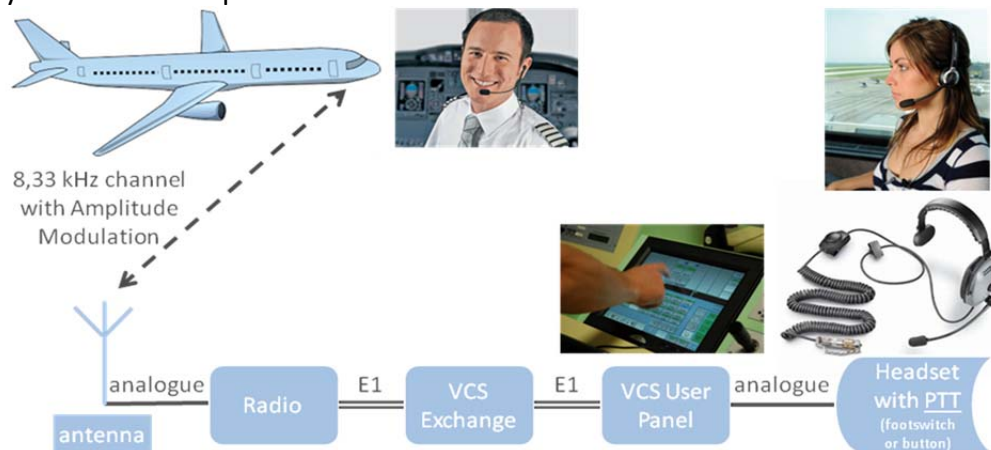 8,33 kHz channel
with Amplitude
Modulation
analogue
E1
E1
analogue
antenna
Radio
VCS
Exchange
VCS User
Panel
Headset
with PTT
(footswitch
or button)